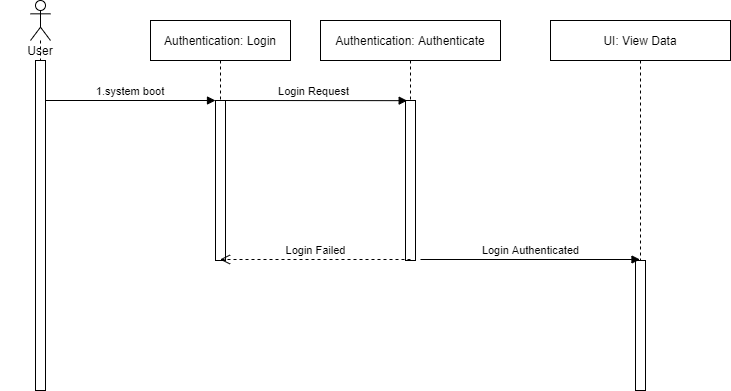 User
Authentication: Login
Authentication: Authenticate
UI: View Data
1.system boot
Login Request
Login Failed
Login Authenticated